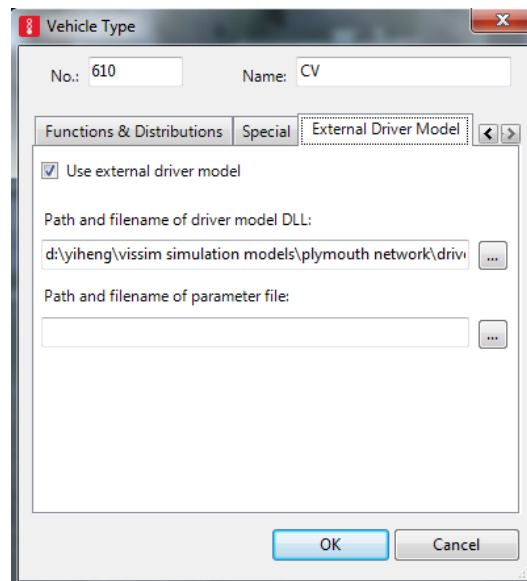 Vehicle Type
No.: 610 Name: CV
Functions & Distributions Special External Driver Model
Use external driver model
Path and filename of driver model DLL:
d:\yiheng\vissim simulation models\plymouth network\drive
...
Path and filename of parameter file:
...
OK Cancel